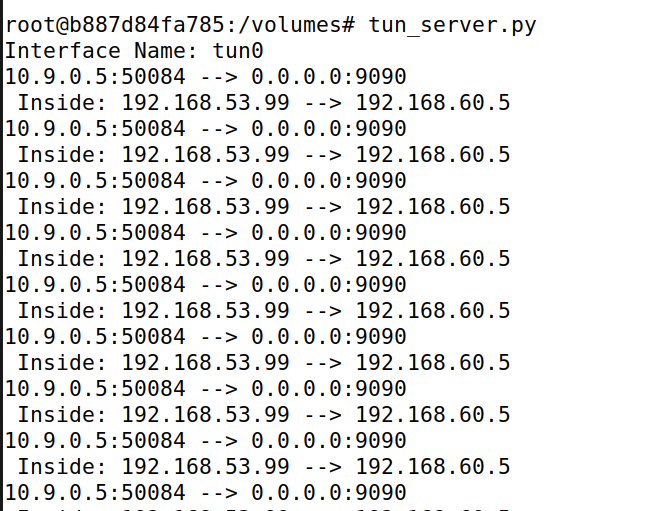 root@b887d84fa785:/volumes# tun_server.py
Interface Name: tun0
10.9.0.5:50084 --> 0.0.0.0:9090
 Inside: 192.168.53.99 --> 192.168.60.5
10.9.0.5:50084 --> 0.0.0.0:9090
 Inside: 192.168.53.99 --> 192.168.60.5
10.9.0.5:50084 --> 0.0.0.0:9090
 Inside: 192.168.53.99 --> 192.168.60.5
10.9.0.5:50084 --> 0.0.0.0:9090
 Inside: 192.168.53.99 --> 192.168.60.5
10.9.0.5:50084 --> 0.0.0.0:9090
 Inside: 192.168.53.99 --> 192.168.60.5
10.9.0.5:50084 --> 0.0.0.0:9090
 Inside: 192.168.53.99 --> 192.168.60.5
10.9.0.5:50084 --> 0.0.0.0:9090
 Inside: 192.168.53.99 --> 192.168.60.5
10.9.0.5:50084 --> 0.0.0.0:9090
 Inside: 192.168.53.99 --> 192.168.60.5
10.9.0.5:50084 --> 0.0.0.0:9090